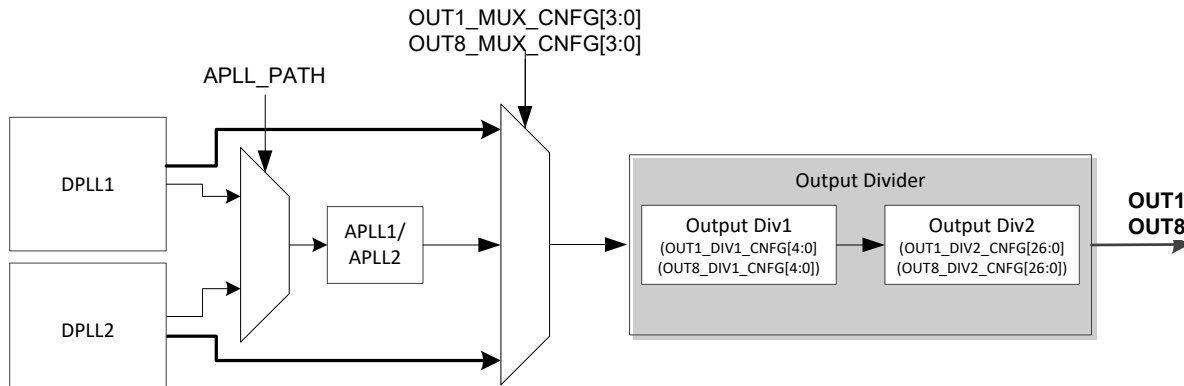 OUT1_MUX_CNFG[3:0]
OUT8_MUX_CNFG[3:0]
APLL_PATH
DPLL1
DPLL2
APLL1/
APLL2
Output Divider
Output Div1
(OUT1_DIV1_CNFG[4:0]
(OUT8_DIV1_CNFG[4:0])
Output Div2
(OUT1_DIV2_CNFG[26:0]
(OUT8_DIV2_CNFG[26:0])
OUT1
OUT8